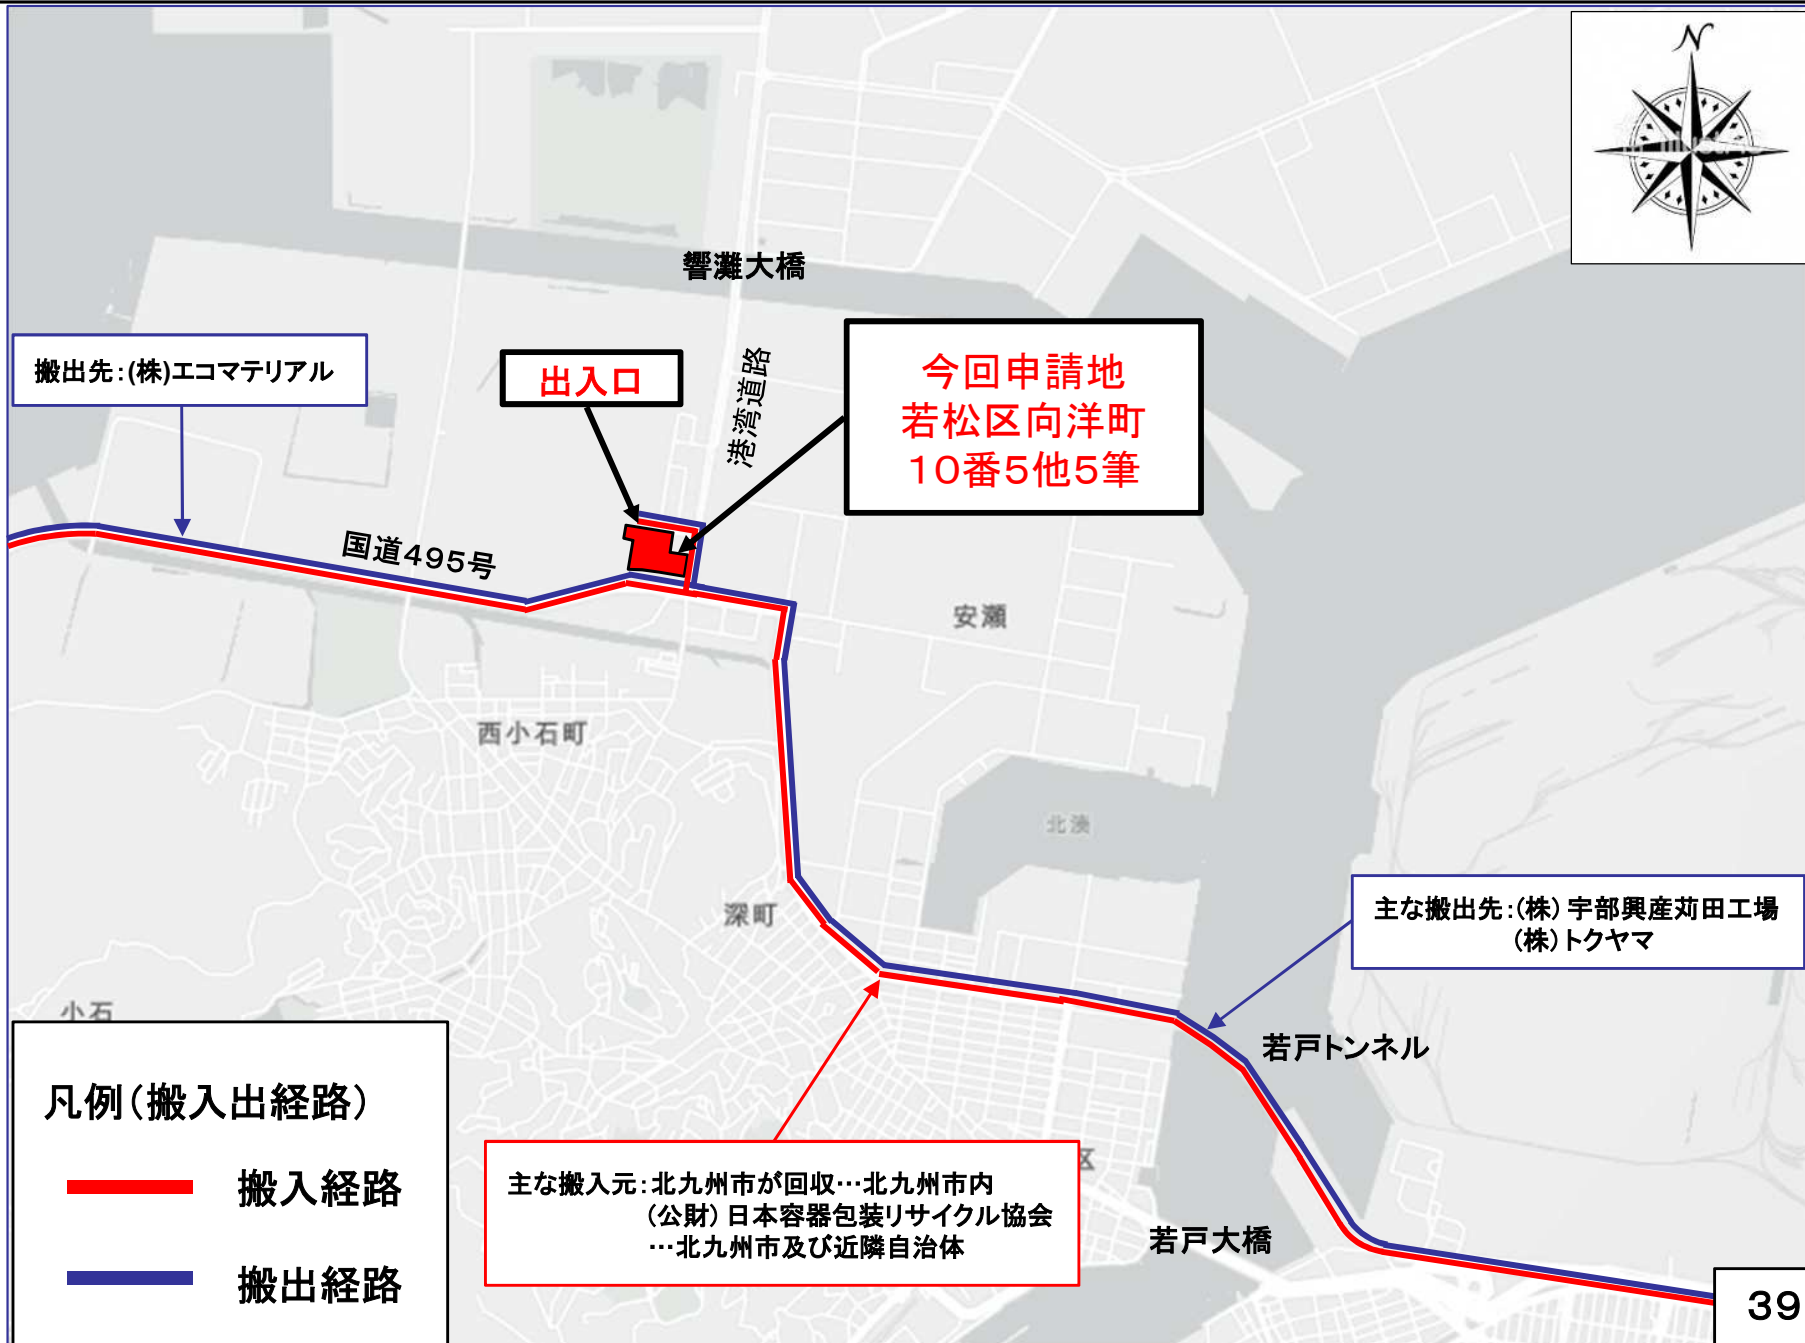 N
響灘大橋
搬出先：(株)エコマテリアル
出入口
港湾道路
今回申請地
若松区向洋町
10番5他5筆
国道495号
安瀬
西小石町
北湊
深町
主な搬出先：(株)宇部興産苅田工場
(株)トクヤマ
小石
若戸トンネル
凡例(搬入出経路)
搬入経路
搬出経路
主な搬入元：北九州市が回収…北九州市内
(公財)日本容器包装リサイクル協会
…北九州市及び近隣自治体
区
若戸大橋
39